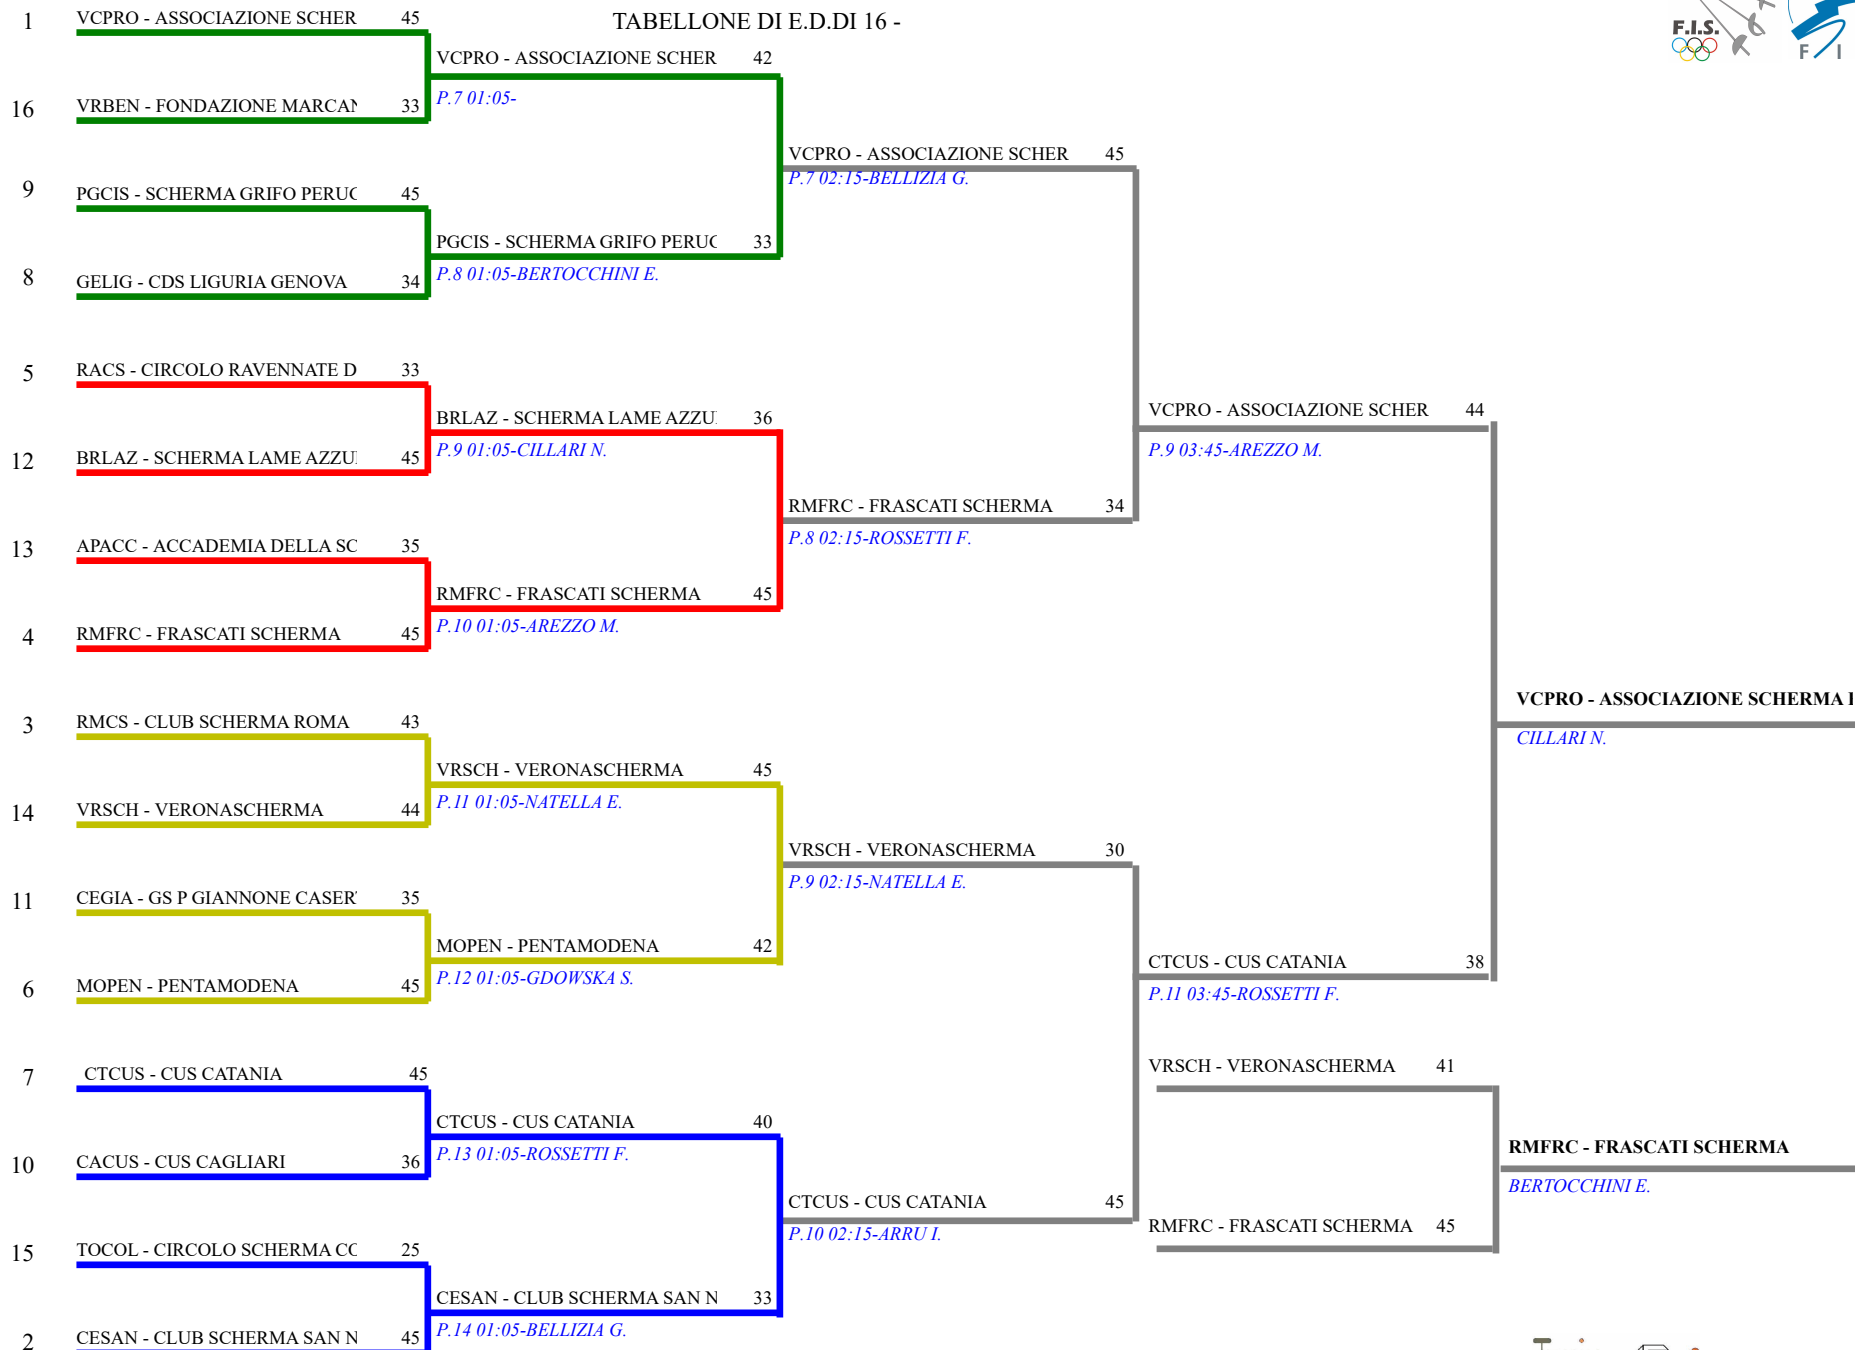 TABELLONE DI E.D.DI 16 -
F.I.S.
F I
1 VCPRO - ASSOCIAZIONE SCHER 45
VCPRO - ASSOCIAZIONE SCHER 42
P.7 01:05-
16 VRBEN - FONDAZIONE MARCAN 33
VCPRO - ASSOCIAZIONE SCHER 45
P.7 02:15-BELLIZIA G.
9 PGCIS - SCHERMA GRIFO PERUG 45
PGCIS - SCHERMA GRIFO PERUG 33
P.8 01:05-BERTOCCHINI E.
8 GELIG - CDS LIGURIA GENOVA 34
5 RACS - CIRCOLO RAVENNATE D 33
BRLAZ - SCHERMA LAME AZZU 36
P.9 01:05-CILLARI N.
VCPRO - ASSOCIAZIONE SCHER 44
P.9 03:45-AREZZO M.
12 BRLAZ - SCHERMA LAME AZZU 45
RMFRC - FRASCATI SCHERMA 34
P.8 02:15-ROSSETTI F.
13 APACC - ACCADEMIA DELLA SC 35
RMFRC - FRASCATI SCHERMA 45
P.10 01:05-AREZZO M.
4 RMFRC - FRASCATI SCHERMA 45
VCPRO - ASSOCIAZIONE SCHERMA
CILLARI N.
3 RMCS - CLUB SCHERMA ROMA 43
VRSCH - VERONASCHERMA 45
P.11 01:05-NATELLA E.
14 VRSCH - VERONASCHERMA 44
VRSCH - VERONASCHERMA 30
P.9 02:15-NATELLA E.
11 CEGIA - GS P GIANNONE CASER 35
MOPEN - PENTAMODENA 42
P.12 01:05-GDOWSKA S.
CTCUS - CUS CATANIA 38
P.11 03:45-ROSSETTI F.
6 MOPEN - PENTAMODENA 45
7 CTCUS - CUS CATANIA 45
VRSCH - VERONASCHERMA 41
CTCUS - CUS CATANIA 40
P.13 01:05-ROSSETTI F.
10 CACUS - CUS CAGLIARI 36
RMFRC - FRASCATI SCHERMA
BERTOCCHINI E.
CTCUS - CUS CATANIA 45
P.10 02:15-ARRU I.
RMFRC - FRASCATI SCHERMA 45
15 TOCOL - CIRCOLO SCHERMA CO 25
CESAN - CLUB SCHERMA SAN N 33
P.14 01:05-BELLIZIA G.
2 CESAN - CLUB SCHERMA SAN N 45